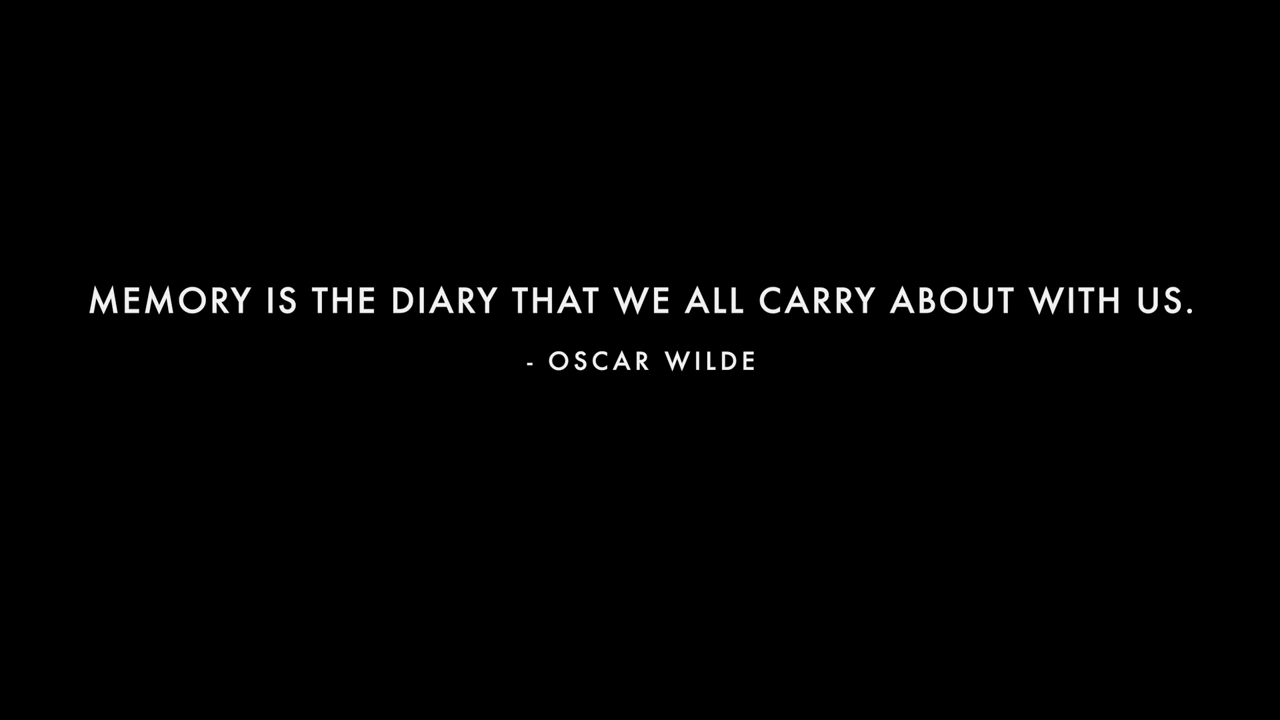 MEMORY IS THE DIARY THAT WE ALL CARRY ABOUT WITH US.
- OSCAR WILDE